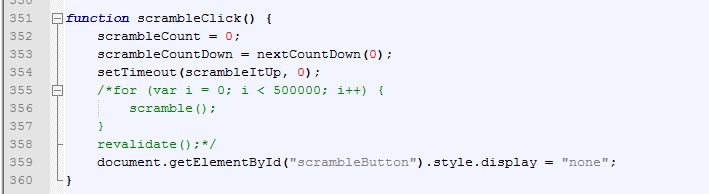 351 function scrambleClick() {
352 scrambleCount = 0;
353 scrambleCountDown = nextCountDown(0);
354 setTimeout(scrambleItUp, 0);
355 /*for (var i = 0; i < 500000; i++) {
356 scramble();
357 }
358 revalidate();*/
359 document.getElementById("scrambleButton").style.display = "none";
360 }